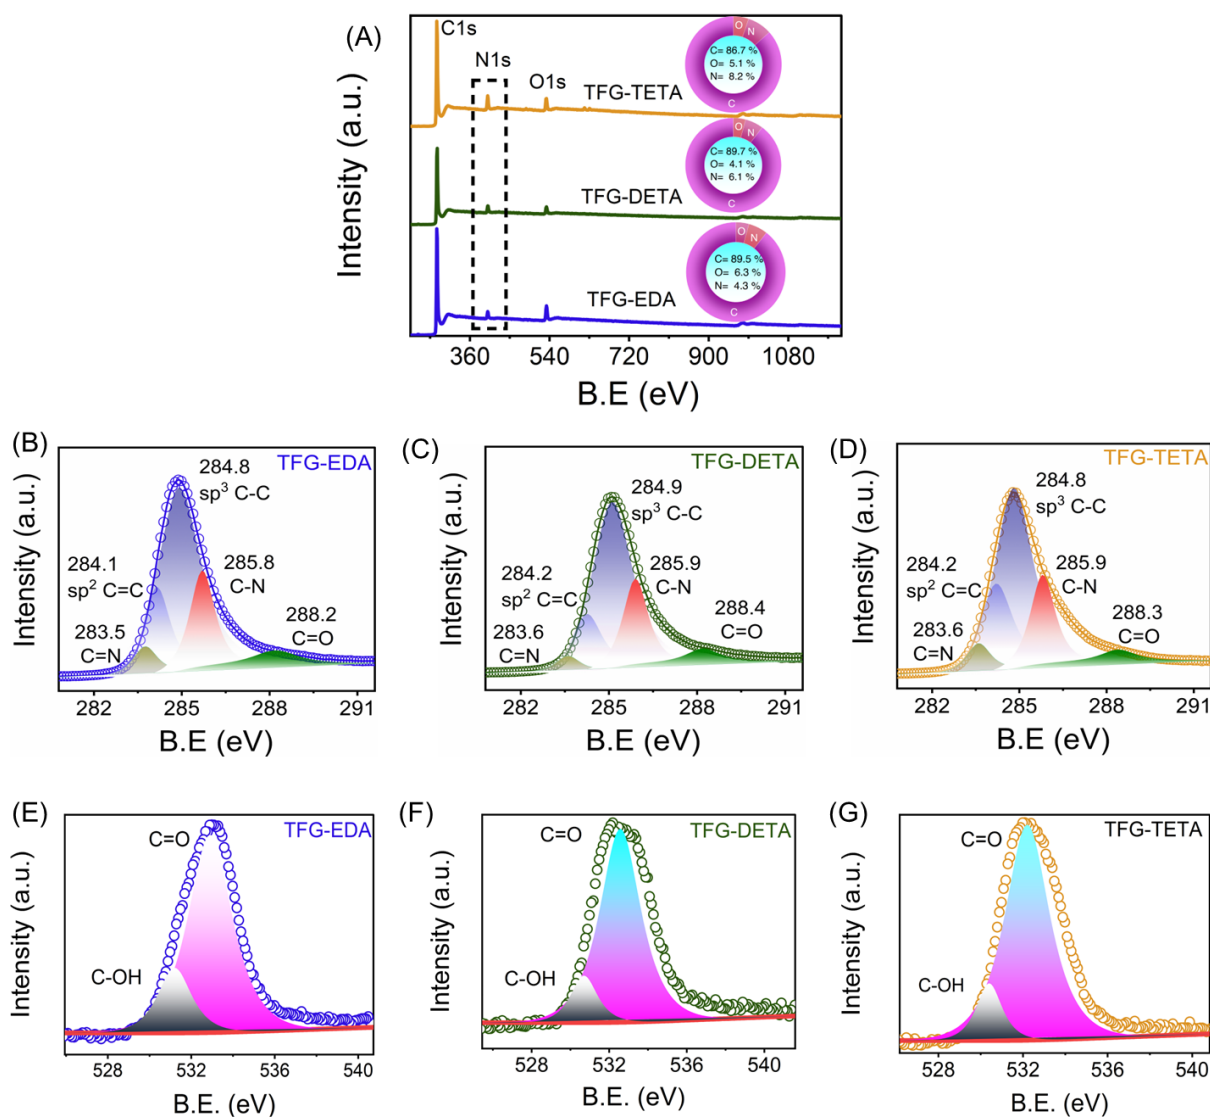 (A)
C1s
N1s
O1s
TFG-TETA
O
N
C= 86.7 %
O= 5.1 %
N= 8.2 %
C
TFG-DETA
O
N
C= 89.7 %
O= 4.1 %
N= 6.1 %
C
TFG-EDA
O
N
C= 89.5 %
O= 6.3 %
N= 4.3 %
C
Intensity (a.u.)
360 540 720 900 1080
B.E (eV)
(B)
TFG-EDA
284.8
sp³ C-C
284.1
sp² C=C
285.8
C-N
283.5
C=N
288.2
C=O
Intensity (a.u.)
282 285 288 291
B.E (eV)
(C)
TFG-DETA
284.9
sp³ C-C
284.2
sp² C=C
285.9
C-N
283.6
C=N
288.4
C=O
Intensity (a.u.)
282 285 288 291
B.E (eV)
(D)
TFG-TETA
284.8
sp³ C-C
284.2
sp² C=C
285.9
C-N
283.6
C=N
288.3
C=O
Intensity (a.u.)
282 285 288 291
B.E (eV)
(E)
TFG-EDA
C=O
C-OH
Intensity (a.u.)
528 532 536 540
B.E. (eV)
(F)
TFG-DETA
C=O
C-OH
Intensity (a.u.)
528 532 536 540
B.E. (eV)
(G)
TFG-TETA
C=O
C-OH
Intensity (a.u.)
528 532 536 540
B.E. (eV)